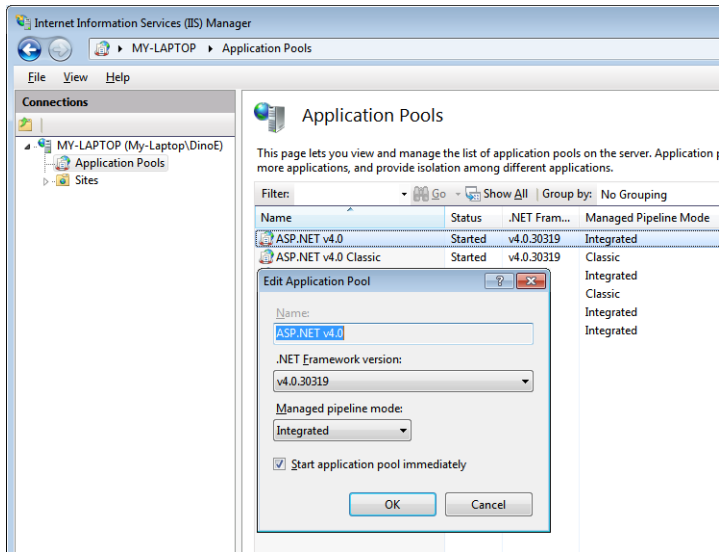 Internet Information Services (IIS) Manager
MY-LAPTOP Application Pools
File View Help
Connections
MY-LAPTOP (My-Laptop\DinoE)
Application Pools
Sites
Application Pools
This page lets you view and manage the list of application pools on the server. Application p
more applications, and provide isolation among different applications.
Filter: Go Show All Group by: No Grouping
Name Status .NET Fram... Managed Pipeline Mode
ASP.NET v4.0 Started v4.0.30319 Integrated
ASP.NET v4.0 Classic Started v4.0.30319 Classic
Integrated
Classic
Integrated
Integrated
Edit Application Pool
Name:
ASP.NET v4.0
.NET Framework version:
v4.0.30319
Managed pipeline mode:
Integrated
Start application pool immediately
OK Cancel